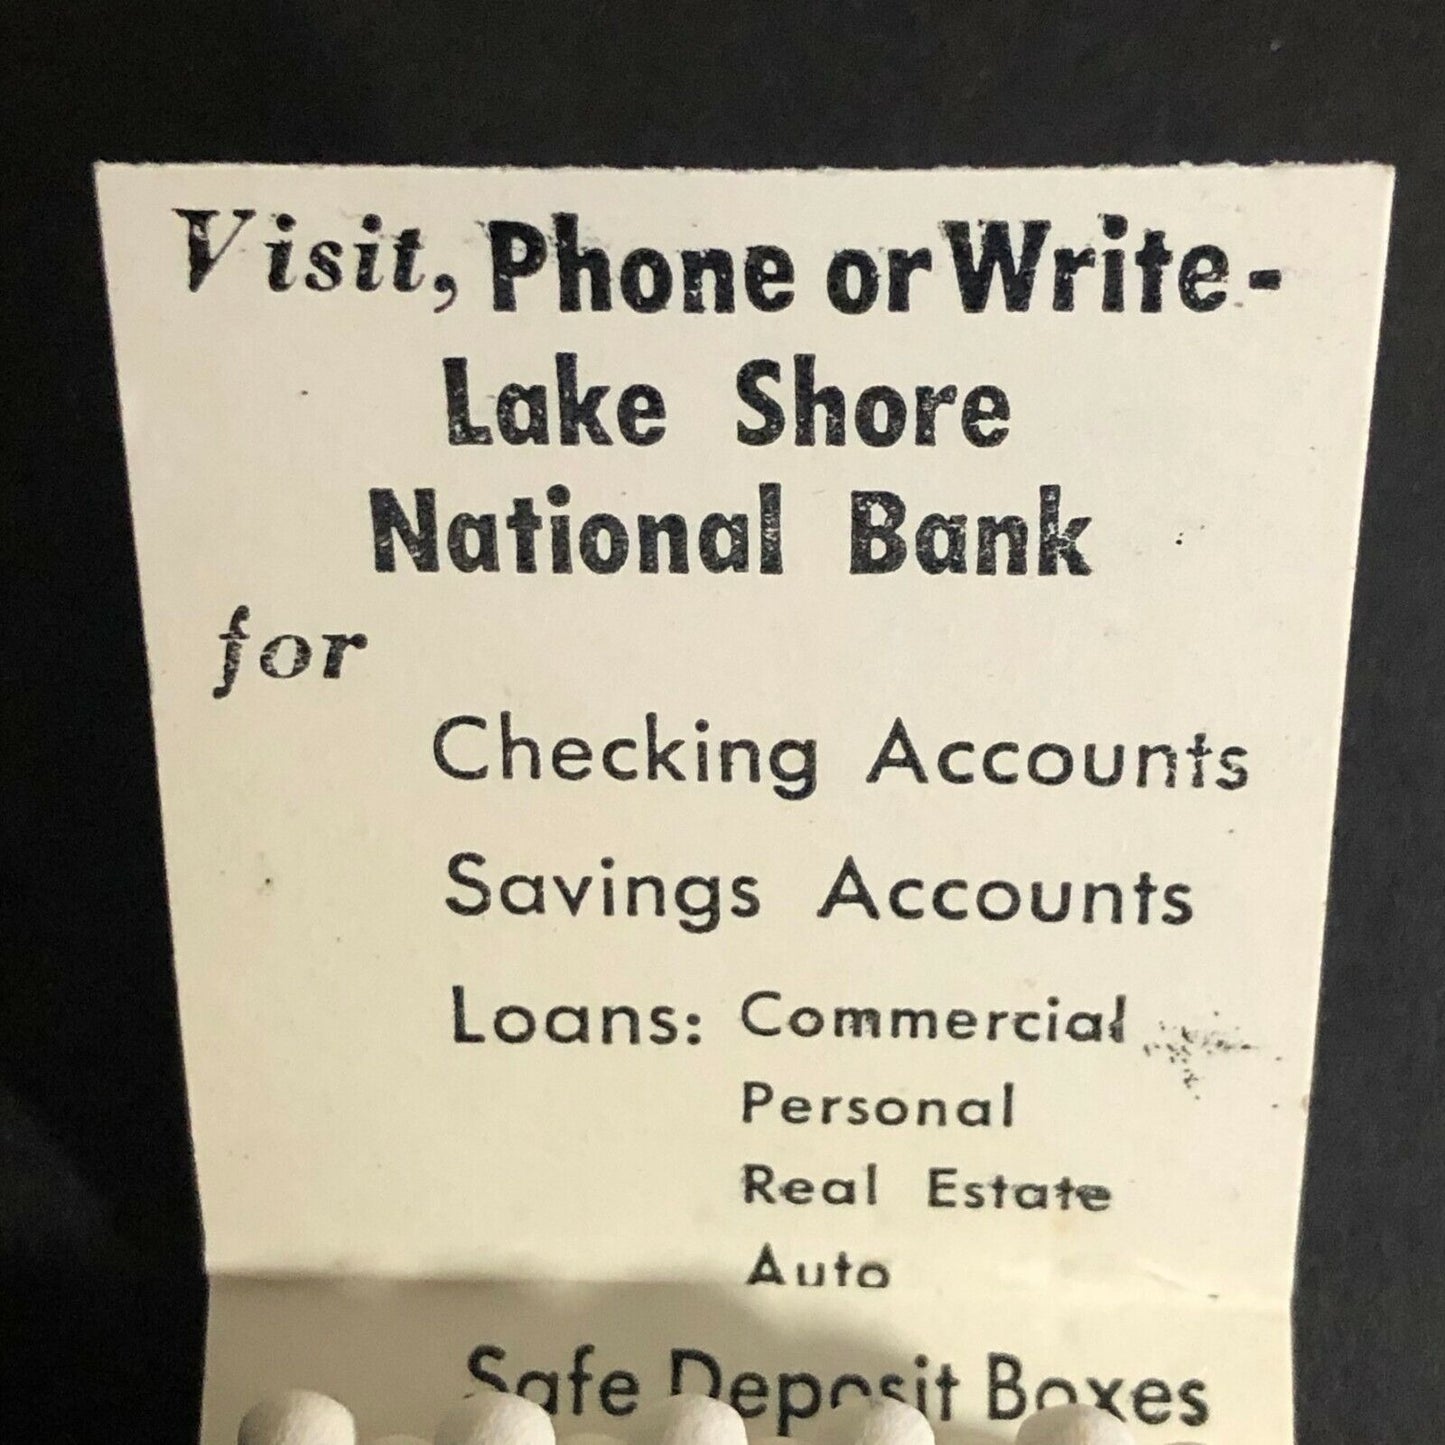 Visit, Phone or Write -
Lake Shore
National Bank
for
Checking Accounts
Savings Accounts
Loans: Commercial
Personal
Real Estate
Auto
Safe Deposit Boxes